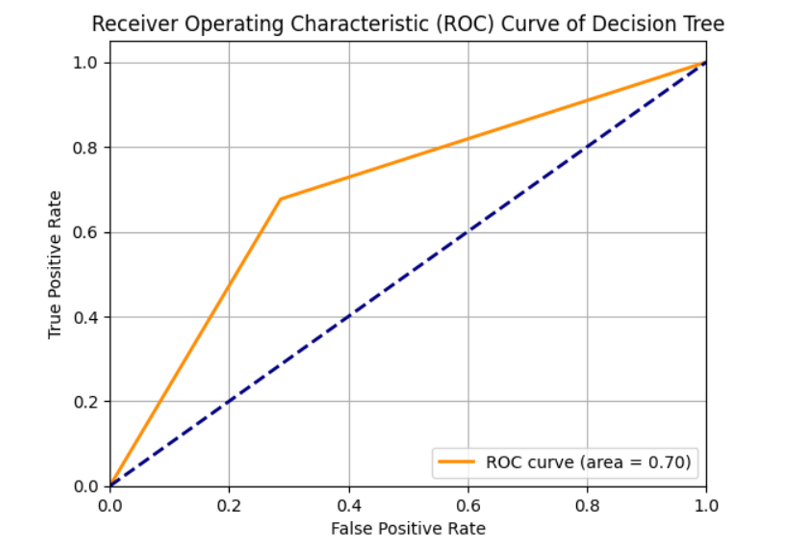 Receiver Operating Characteristic (ROC) Curve of Decision Tree
1.0
0.8
0.6
0.4
0.2
0.0
True Positive Rate
ROC curve (area = 0.70)
0.0 0.2 0.4 0.6 0.8 1.0
False Positive Rate